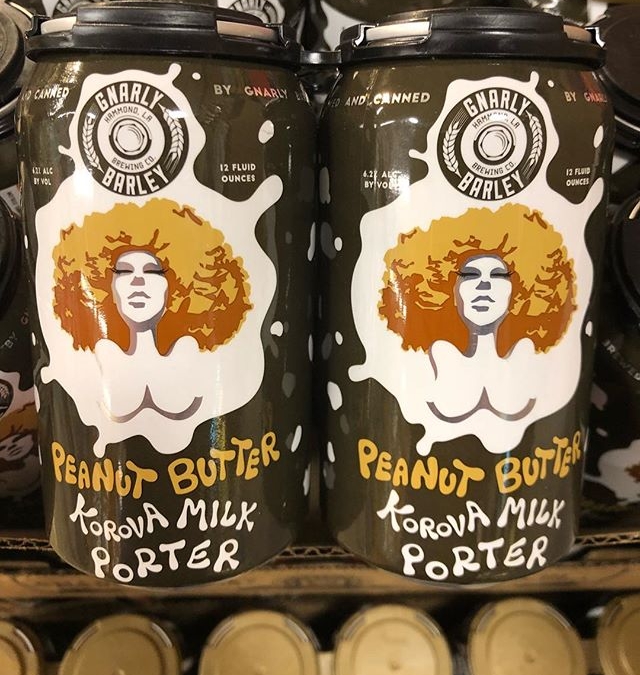 CANNED
BY GNARLY
GNARLY
HAMMOND, LA
BREWING CO.
BARLEY
6.2% ALC
BY VOL
12 FLUID
OUNCES
PEANUT BUTTER
KOROVA MILK
PORTER
AND CANNED
BY
GNARLY
HAMMOND, LA
BREWING CO.
BARLEY
6.2% ALC
BY VOL
12 FLUID
OUNCES
PEANUT BUTTER
KOROVA MILK
PORTER